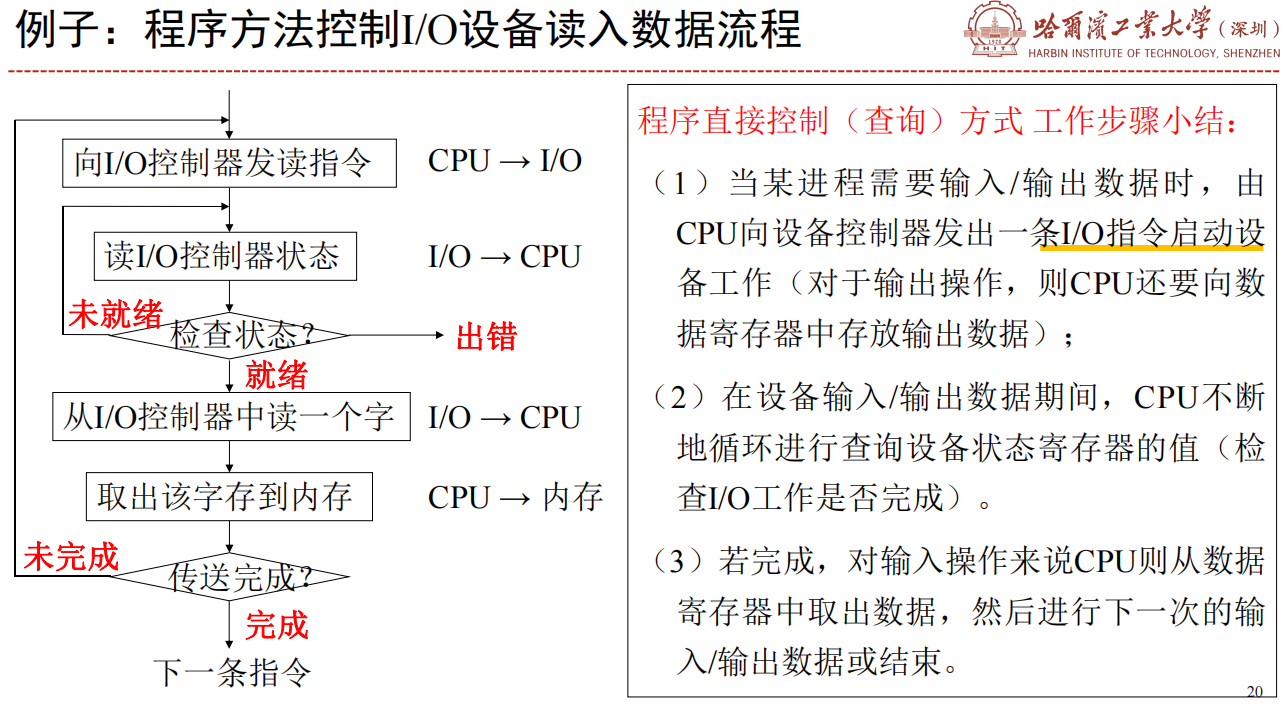 例子：程序方法控制I/O设备读入数据流程
哈尔滨工业大学（深圳）
HARBIN INSTITUTE OF TECHNOLOGY, SHENZHEN
1920
HIT
向I/O控制器发读指令
CPU → I/O
读I/O控制器状态
I/O → CPU
未就绪
检查状态?
出错
就绪
从I/O控制器中读一个字
I/O → CPU
取出该字存到内存
CPU → 内存
未完成
传送完成?
完成
下一条指令
程序直接控制（查询）方式 工作步骤小结：
（1）当某进程需要输入/输出数据时，由
CPU向设备控制器发出一条I/O指令启动设
备工作（对于输出操作，则CPU还要向数
据寄存器中存放输出数据）；
（2）在设备输入/输出数据期间，CPU不断
地循环进行查询设备状态寄存器的值（检
查I/O工作是否完成）。
（3）若完成，对输入操作来说CPU则从数据
寄存器中取出数据，然后进行下一次的输
入/输出数据或结束。
20